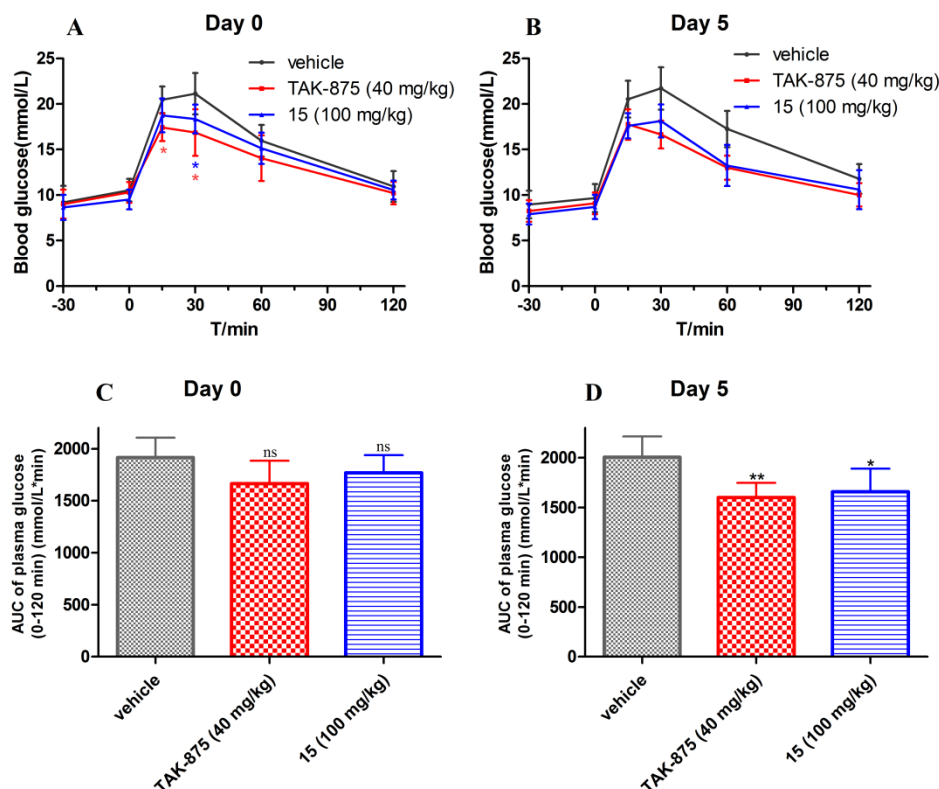 A
Day 0
vehicle
TAK-875 (40 mg/kg)
15 (100 mg/kg)
Blood glucose(mmol/L)
25
20
15
10
5
0
*
*
*
-30
0
30
60
90
120
T/min
B
Day 5
vehicle
TAK-875 (40 mg/kg)
15 (100 mg/kg)
Blood glucose(mmol/L)
25
20
15
10
5
0
-30
0
30
60
90
120
T/min
C
Day 0
AUC of plasma glucose
(0-120 min) (mmol/L*min)
2000
1500
1000
500
0
ns
ns
vehicle
TAK-875 (40 mg/kg)
15 (100 mg/kg)
D
Day 5
AUC of plasma glucose
(0-120 min) (mmol/L*min)
2000
1500
1000
500
0
**
*
vehicle
TAK-875 (40 mg/kg)
15 (100 mg/kg)